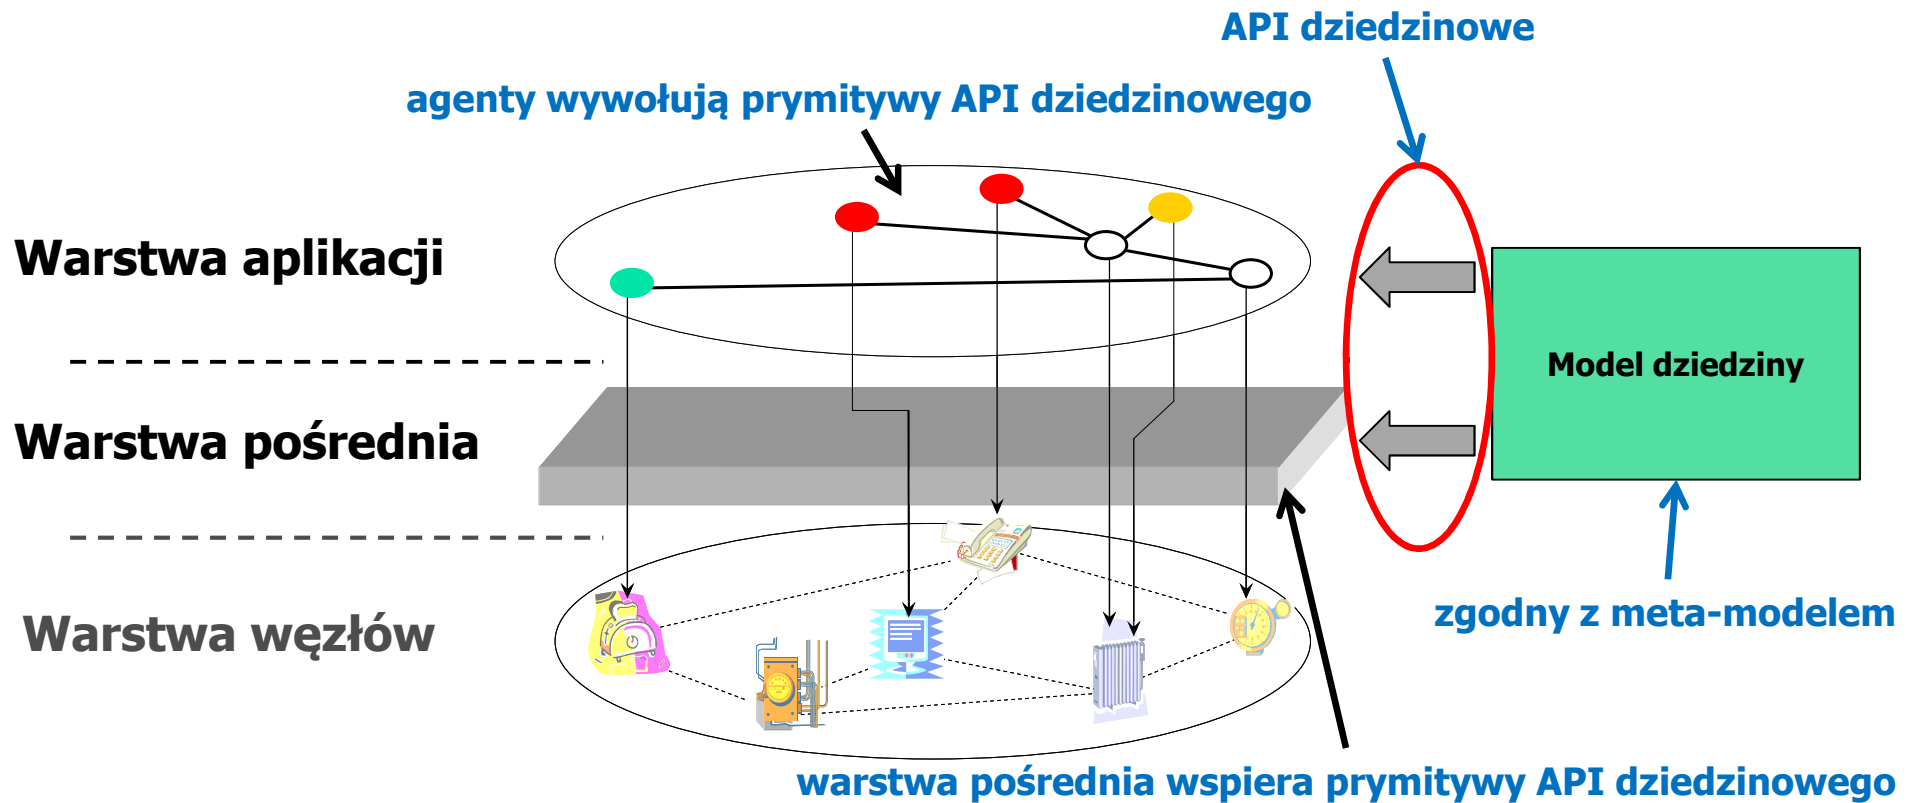 API dziedzinowe
agenty wywołują prymitywy API dziedzinowego
Warstwa aplikacji
Model dziedziny
Warstwa pośrednia
zgodny z meta-modelem
Warstwa węzłów
warstwa pośrednia wspiera prymitywy API dziedzinowego